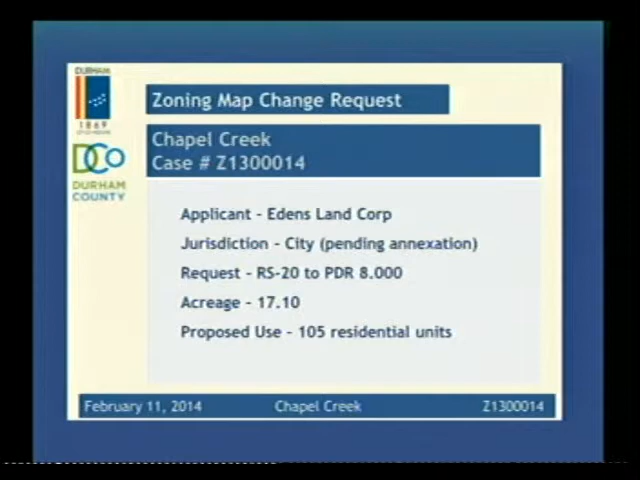 DURHAM
1869
Zoning Map Change Request
Chapel Creek
Case # Z1300014
DCO
DURHAM
COUNTY
Applicant - Edens Land Corp
Jurisdiction - City (pending annexation)
Request - RS-20 to PDR 8.000
Acreage - 17.10
Proposed Use - 105 residential units
February 11, 2014
Chapel Creek
Z1300014